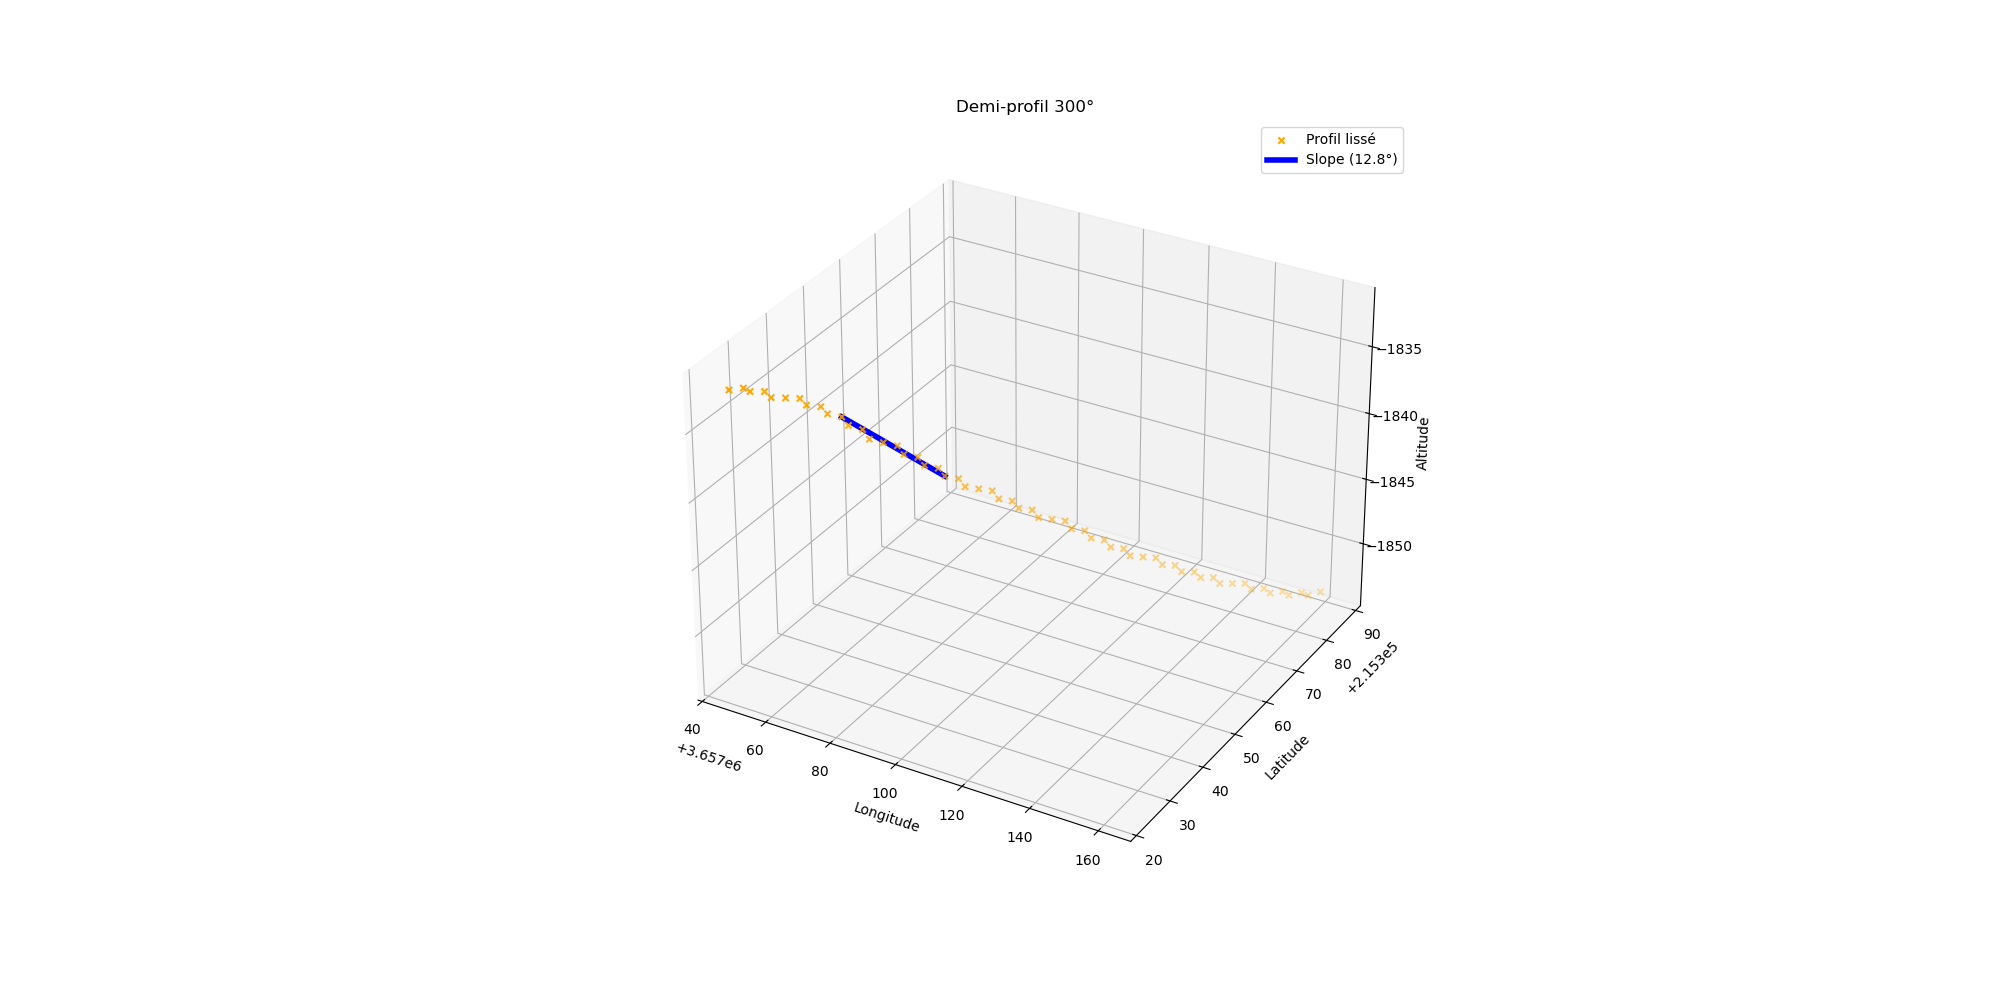 Demi-profil 300°
Profil lissé
Slope (12.8°)
−1835
−1840
−1845
−1850
Altitude
90
80
70
60
50
40
30
20
+2.153e5
Latitude
40
60
80
100
120
140
160
+3.657e6
Longitude